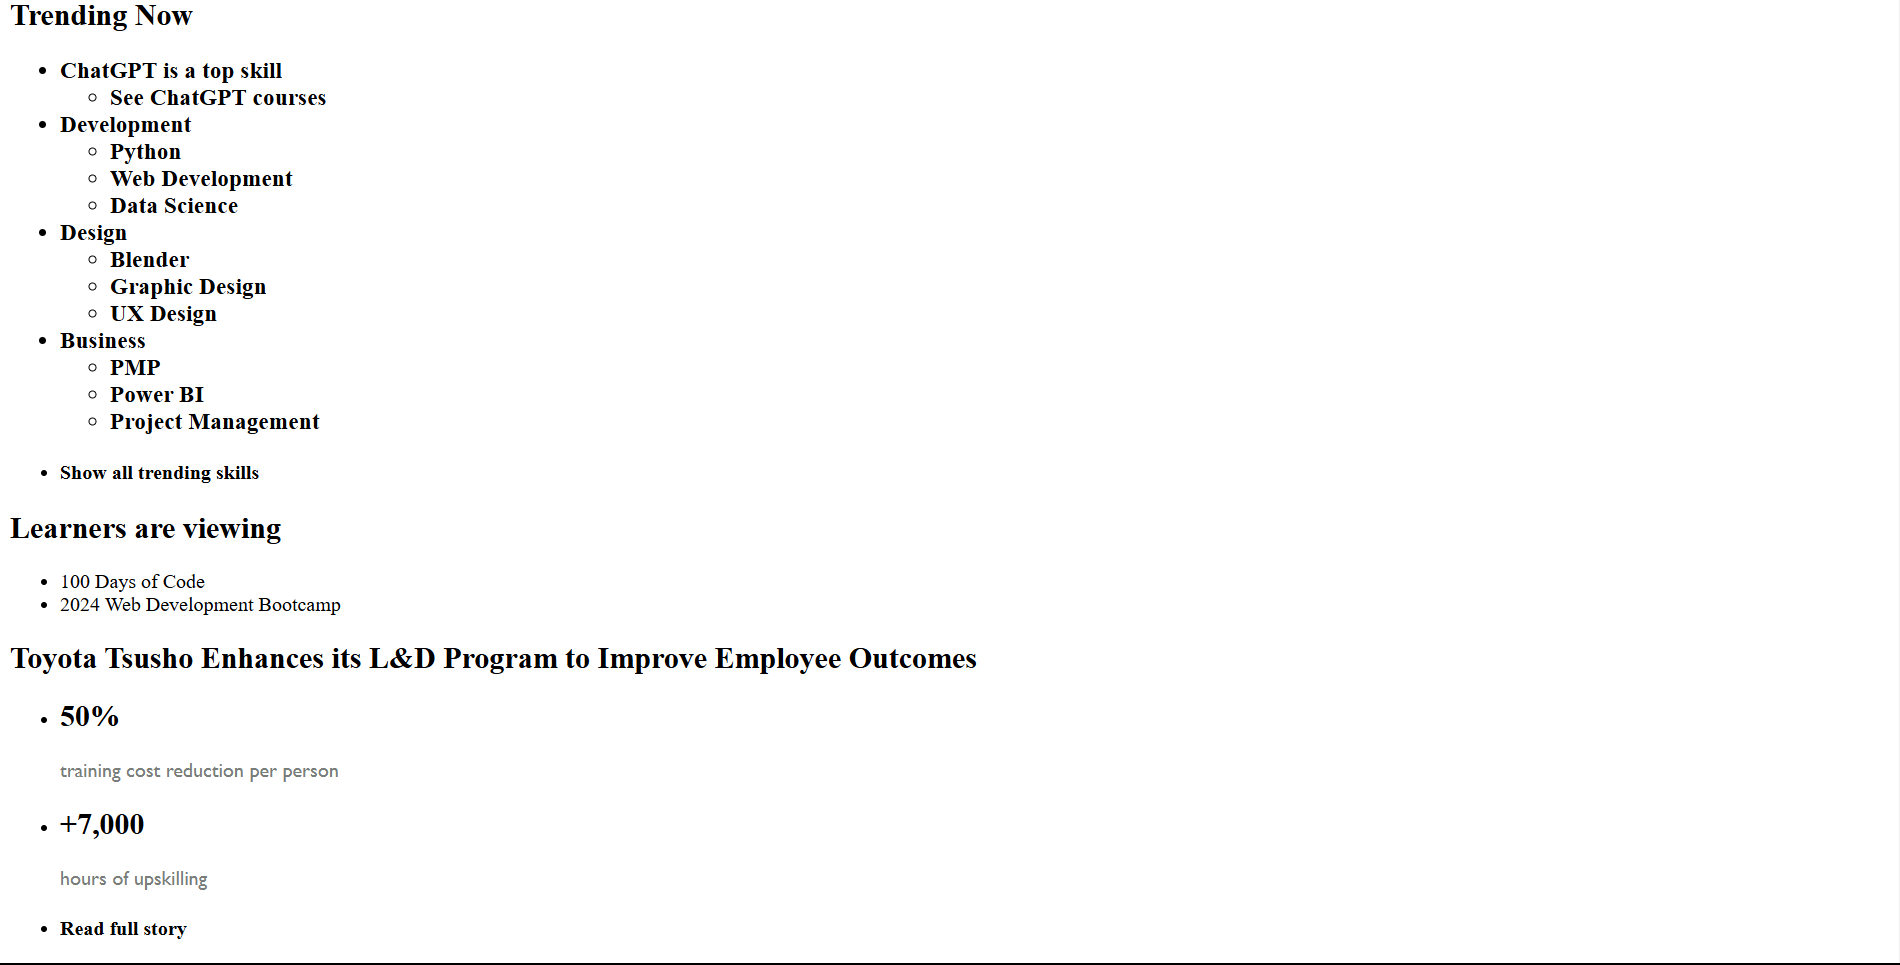 Trending Now
ChatGPT is a top skill
See ChatGPT courses
Development
Python
Web Development
Data Science
Design
Blender
Graphic Design
UX Design
Business
PMP
Power BI
Project Management
Show all trending skills
Learners are viewing
100 Days of Code
2024 Web Development Bootcamp
Toyota Tsusho Enhances its L&D Program to Improve Employee Outcomes
50%
training cost reduction per person
+7,000
hours of upskilling
Read full story